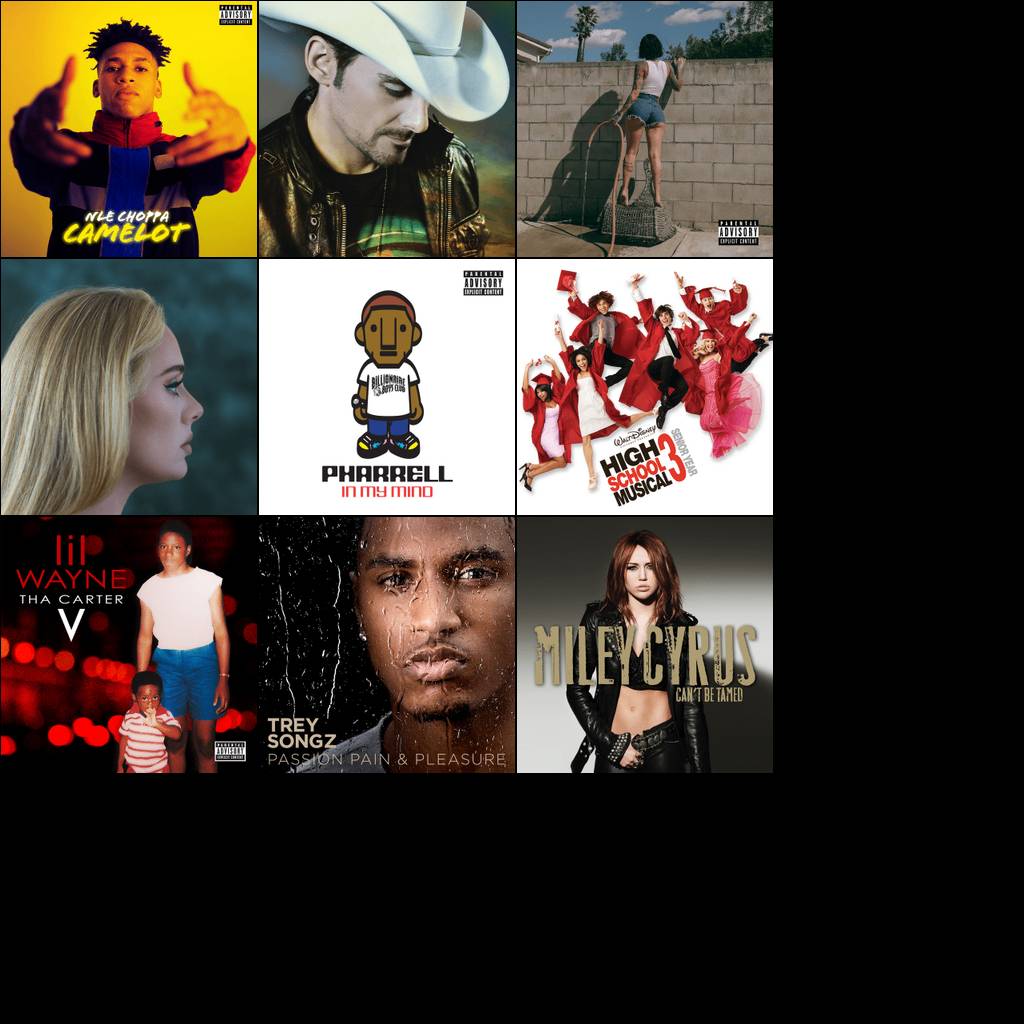 PARENTAL
ADVISORY
EXPLICIT CONTENT
NLE CHOPPA
CAMELOT
PARENTAL
ADVISORY
EXPLICIT CONTENT
PARENTAL
ADVISORY
EXPLICIT CONTENT
BILLIONAIRE
BOYS CLUB
PHARRELL
IN MY MIND
WALT DISNEY
HIGH
SCHOOL
MUSICAL 3
SENIOR YEAR
lil
WAYNE
THA CARTER
V
PARENTAL
ADVISORY
EXPLICIT CONTENT
TREY
SONGZ
PASSION PAIN & PLEASURE
MILEY CYRUS
CAN'T BE TAMED